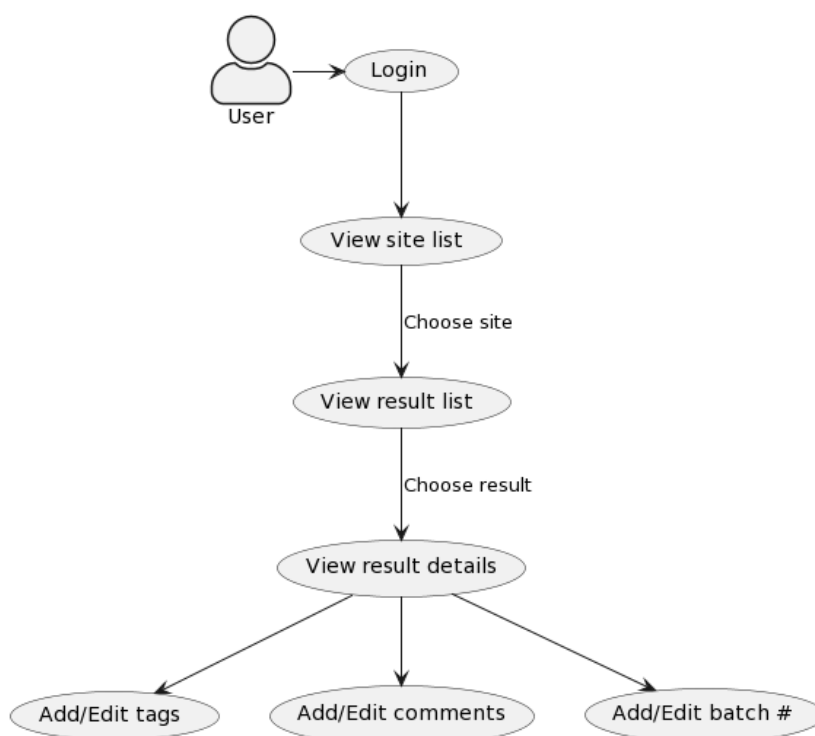 Login
User
View site list
Choose site
View result list
Choose result
View result details
Add/Edit tags
Add/Edit comments
Add/Edit batch #